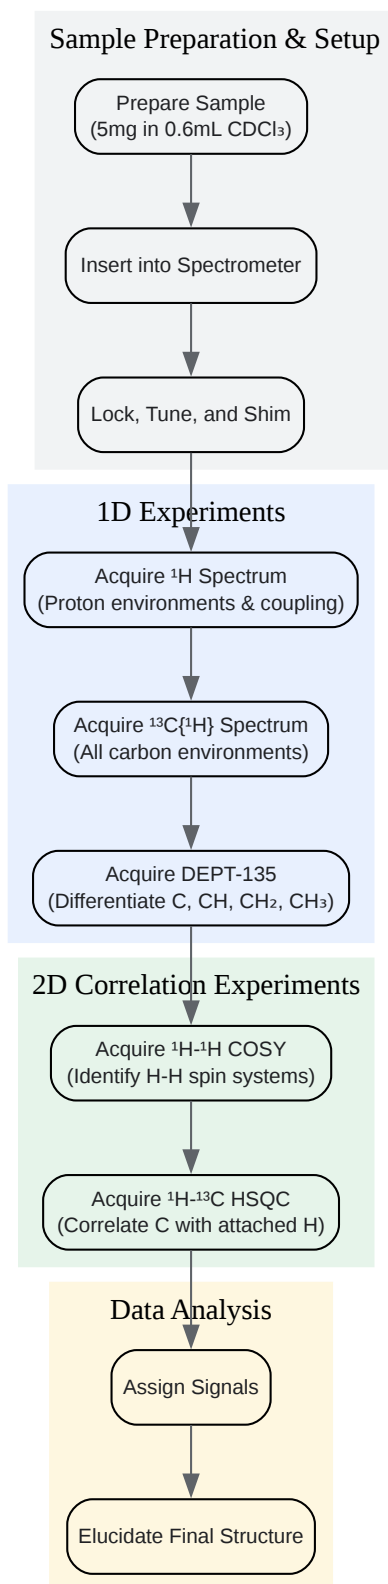 Sample Preparation & Setup
Prepare Sample
(5mg in 0.6mL CDCl₃)
Insert into Spectrometer
Lock, Tune, and Shim
1D Experiments
Acquire ¹H Spectrum
(Proton environments & coupling)
Acquire ¹³C{¹H} Spectrum
(All carbon environments)
Acquire DEPT-135
(Differentiate C, CH, CH₂, CH₃)
2D Correlation Experiments
Acquire ¹H-¹H COSY
(Identify H-H spin systems)
Acquire ¹H-¹³C HSQC
(Correlate C with attached H)
Data Analysis
Assign Signals
Elucidate Final Structure